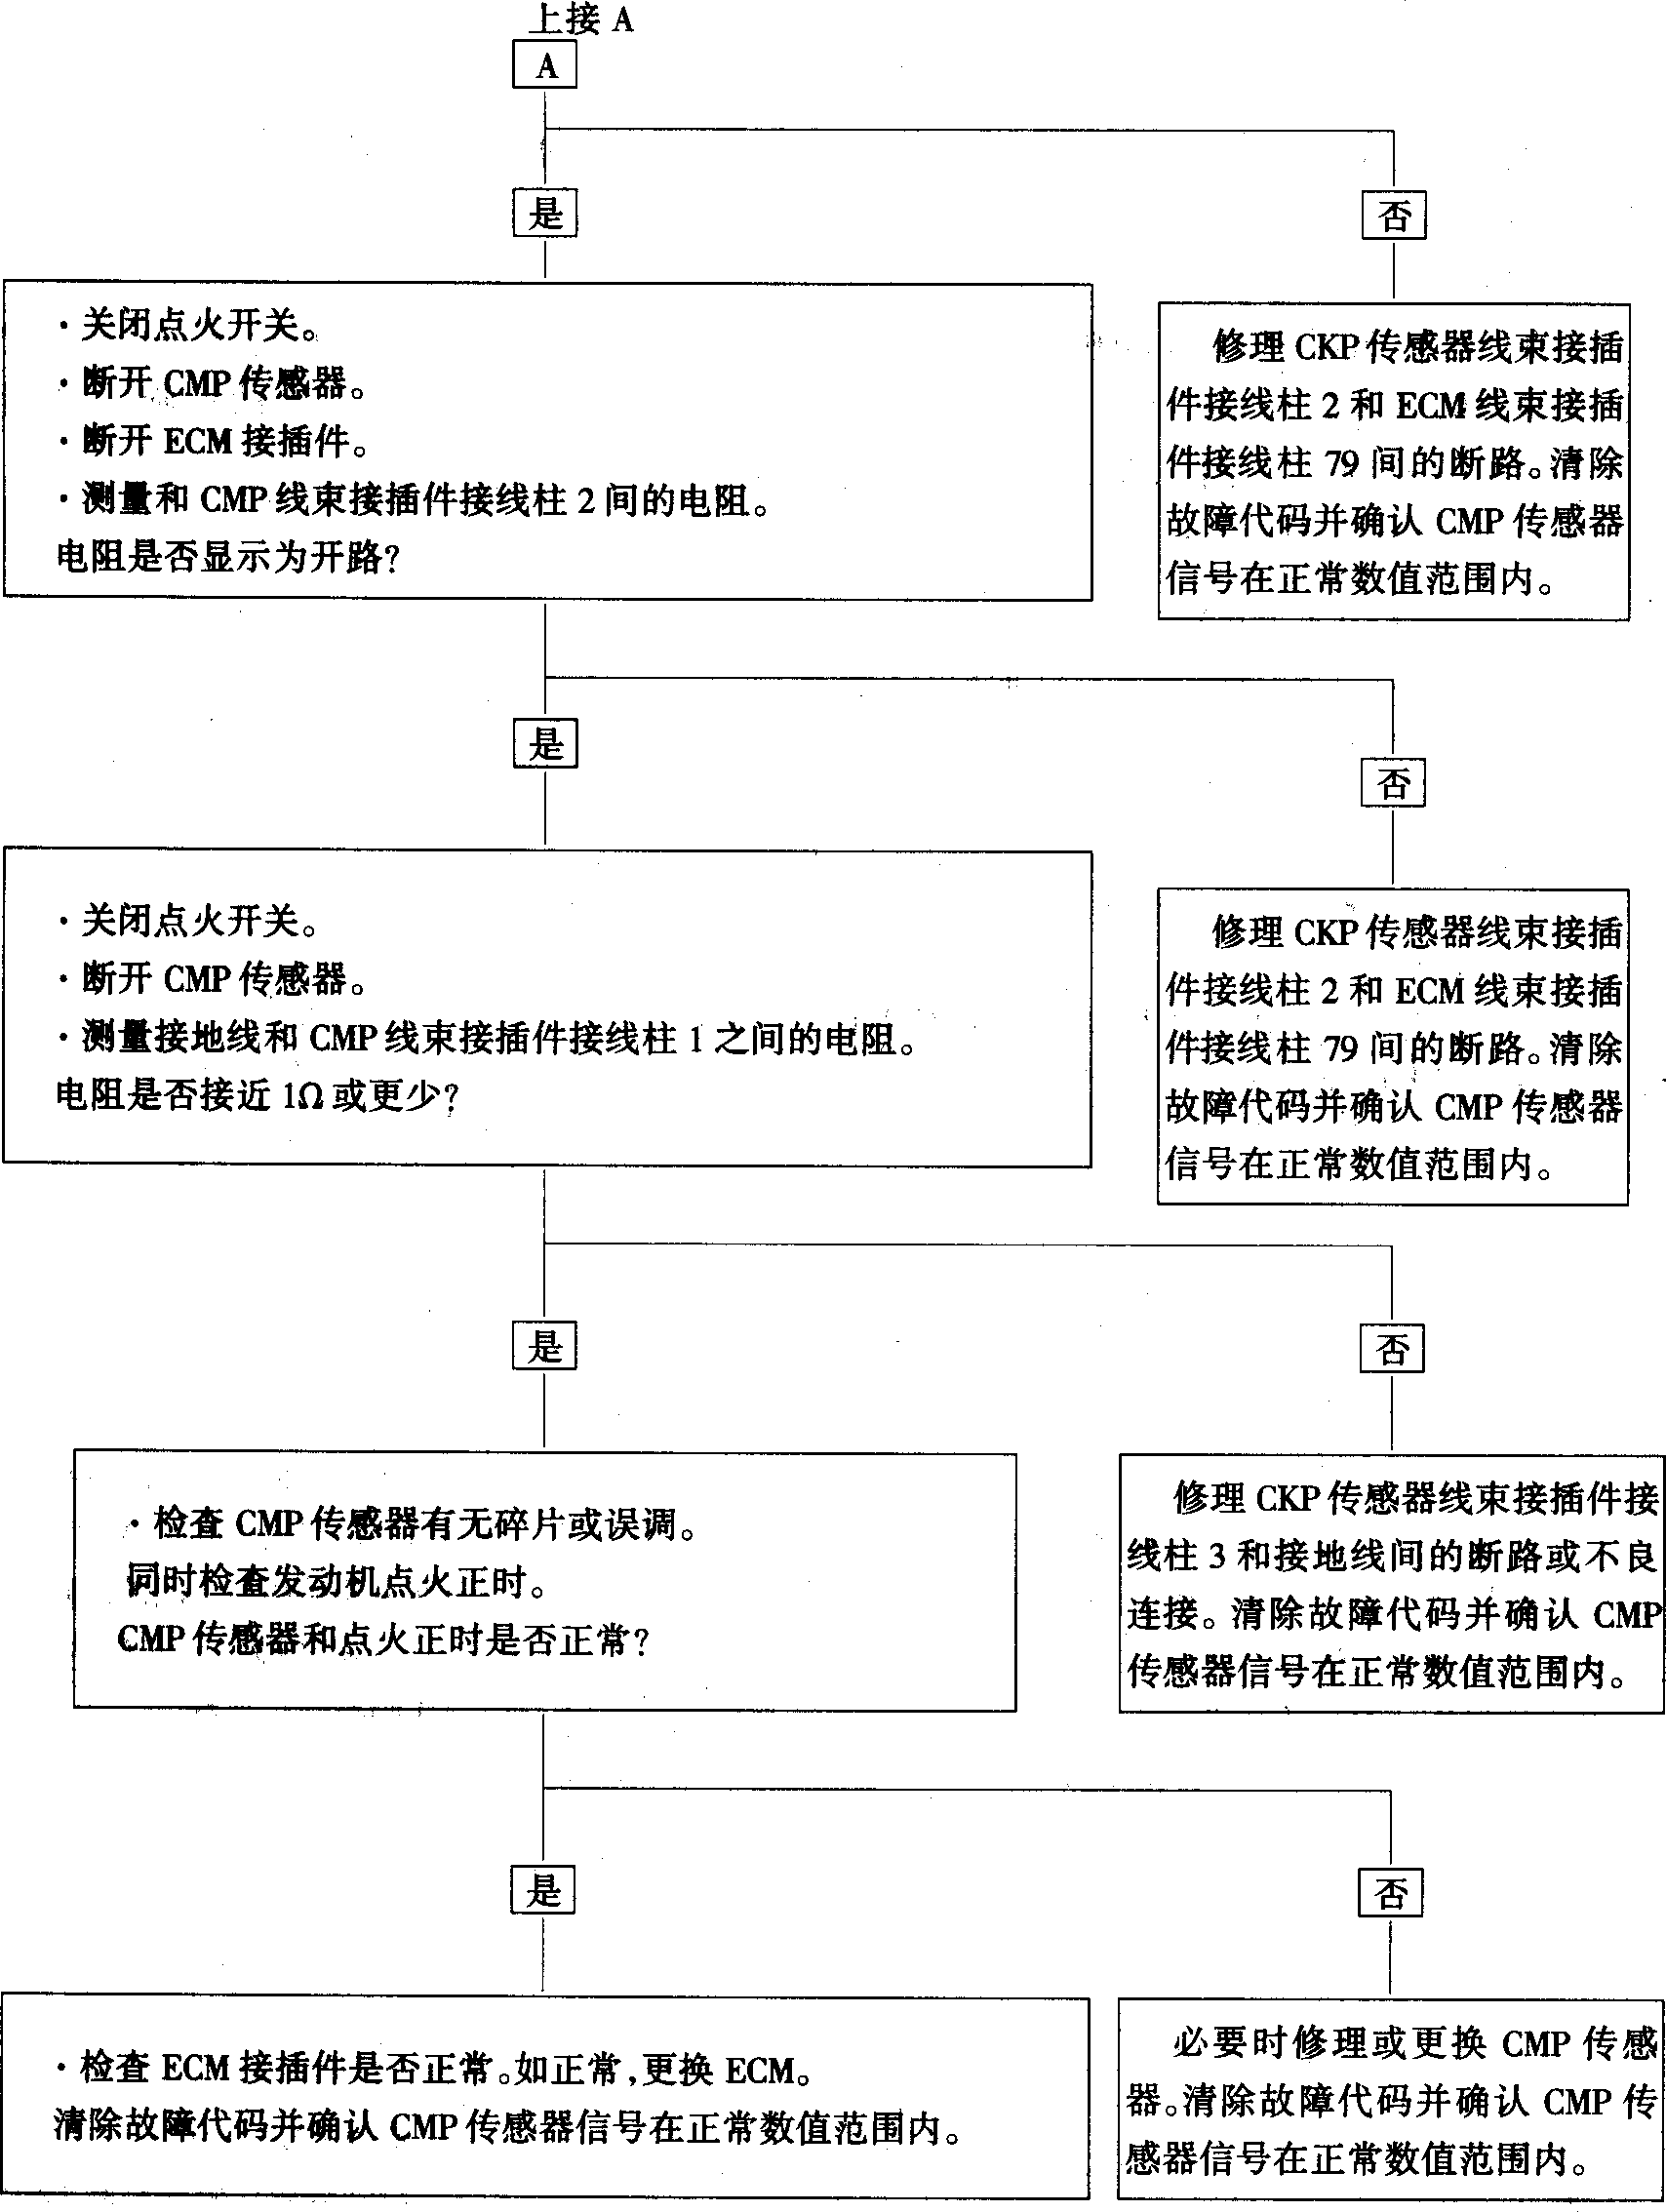 上接 A
A
是
否
·关闭点火开关。
·断开 CMP 传感器。
·断开 ECM 接插件。
·测量和 CMP 线束接插件接线柱 2 间的电阻。
电阻是否显示为开路?
修理 CKP 传感器线束接插
件接线柱 2 和 ECM 线束接插
件接线柱 79 间的断路。清除
故障代码并确认 CMP 传感器
信号在正常数值范围内。
是
否
·关闭点火开关。
·断开 CMP 传感器。
·测量接地线和 CMP 线束接插件接线柱 1 之间的电阻。
电阻是否接近 1Ω 或更少?
修理 CKP 传感器线束接插
件接线柱 2 和 ECM 线束接插
件接线柱 79 间的断路。清除
故障代码并确认 CMP 传感器
信号在正常数值范围内。
是
否
·检查 CMP 传感器有无碎片或误调。
同时检查发动机点火正时。
CMP 传感器和点火正时是否正常?
修理 CKP 传感器线束接插件接
线柱 3 和接地线间的断路或不良
连接。清除故障代码并确认 CMP
传感器信号在正常数值范围内。
是
否
·检查 ECM 接插件是否正常。如正常,更换 ECM。
清除故障代码并确认 CMP 传感器信号在正常数值范围内。
必要时修理或更换 CMP 传感
器。清除故障代码并确认 CMP 传
感器信号在正常数值范围内。